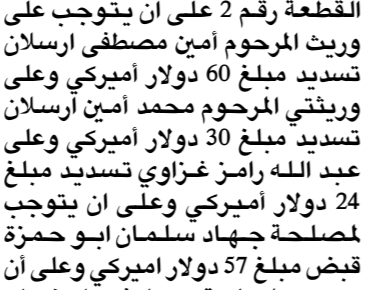 القطعة رقم 2 على ان يتوجب على
وريث المرحوم أمين مصطفى ارسلان
تسديد مبلغ 60 دولار أميركي وعلى
وريثتي المرحوم محمد أمين ارسلان
تسديد مبلغ 30 دولار أميركي وعلى
عبد الله رامز غزاوي تسديد مبلغ
24 دولار أميركي وعلى ان يتوجب
لمصلحة جهاد سلمان ابو حمزة
قبض مبلغ 57 دولار اميركي وعلى أن